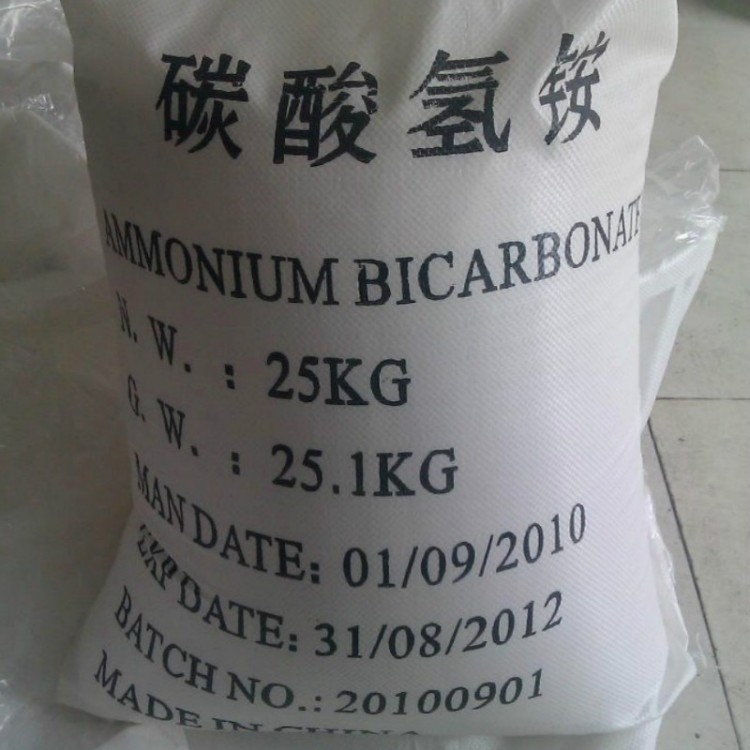 碳酸氢铵
AMMONIUM BICARBONATE
N. W. : 25KG
G. W. : 25.1KG
MAN DATE: 01/09/2010
EXP DATE: 31/08/2012
BATCH NO.: 20100901
MADE IN CHINA